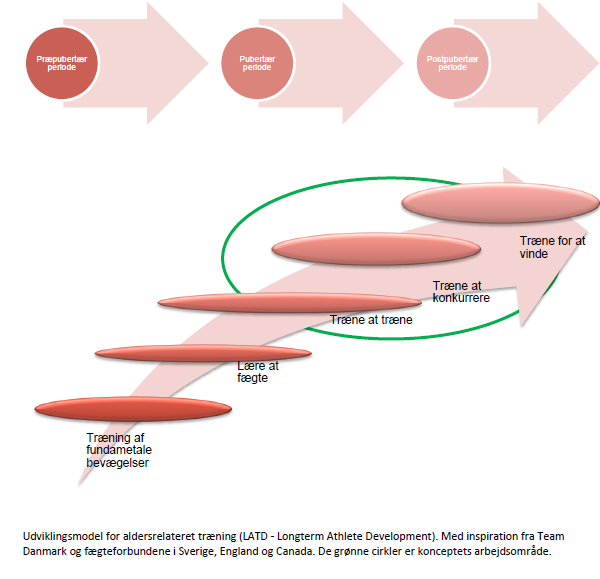 Præpubertær
periode
Pubertær
periode
Postpubertær
periode
Træne for at
vinde
Træne at
konkurrere
Træne at træne
Lære at
fægte
Træning af
fundametale
bevægelser
Udviklingsmodel for aldersrelateret træning (LATD - Longterm Athlete Development). Med inspiration fra Team
Danmark og fægteforbundene i Sverige, England og Canada. De grønne cirkler er konceptets arbejdsområde.